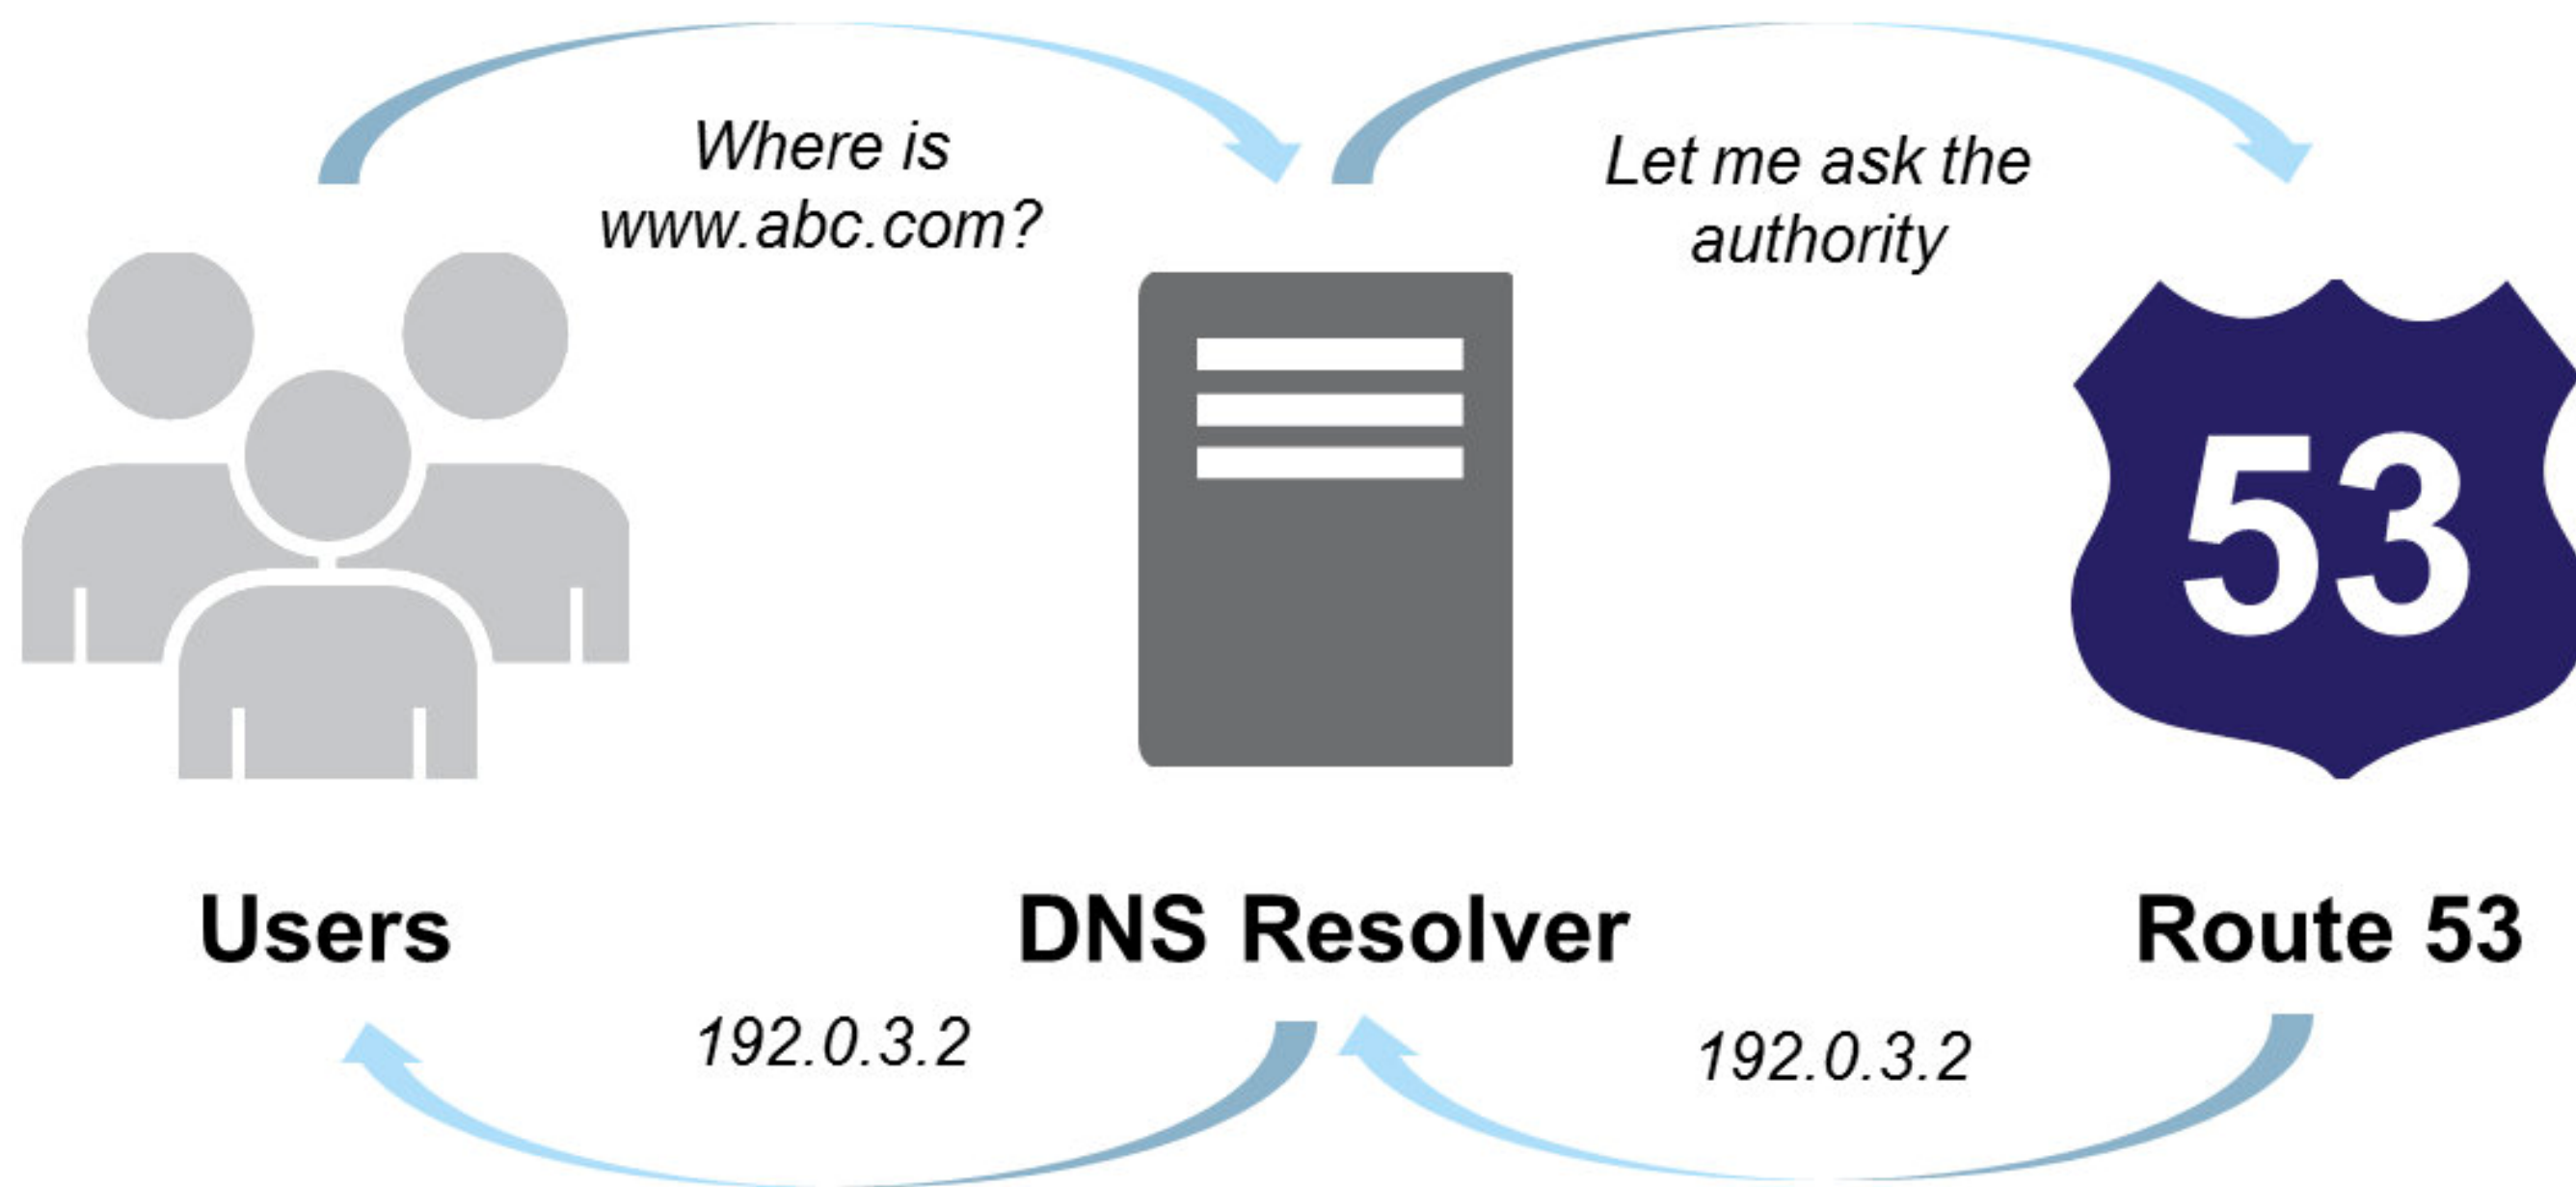 Where is
www.abc.com?
Let me ask the
authority
53
Users
DNS Resolver
Route 53
192.0.3.2
192.0.3.2